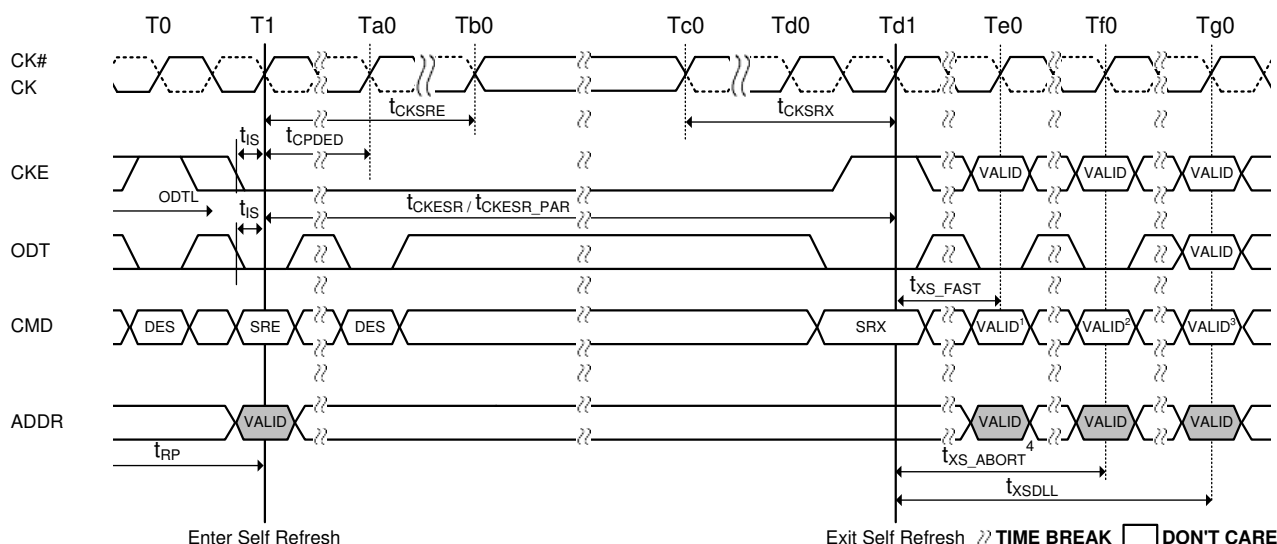 T0 T1 Ta0 Tb0 Tc0 Td0 Td1 Te0 Tf0 Tg0
CK#
CK
tCKSRE tCKSRX
tIS tCPDED
CKE VALID VALID VALID
ODTL
tIS tCKESR / tCKESR_PAR
ODT VALID
tXS_FAST
CMD DES SRE DES SRX VALID1 VALID2 VALID3
ADDR VALID VALID VALID VALID
tRP tXS_ABORT4
tXSDLL
Enter Self Refresh Exit Self Refresh TIME BREAK DON'T CARE